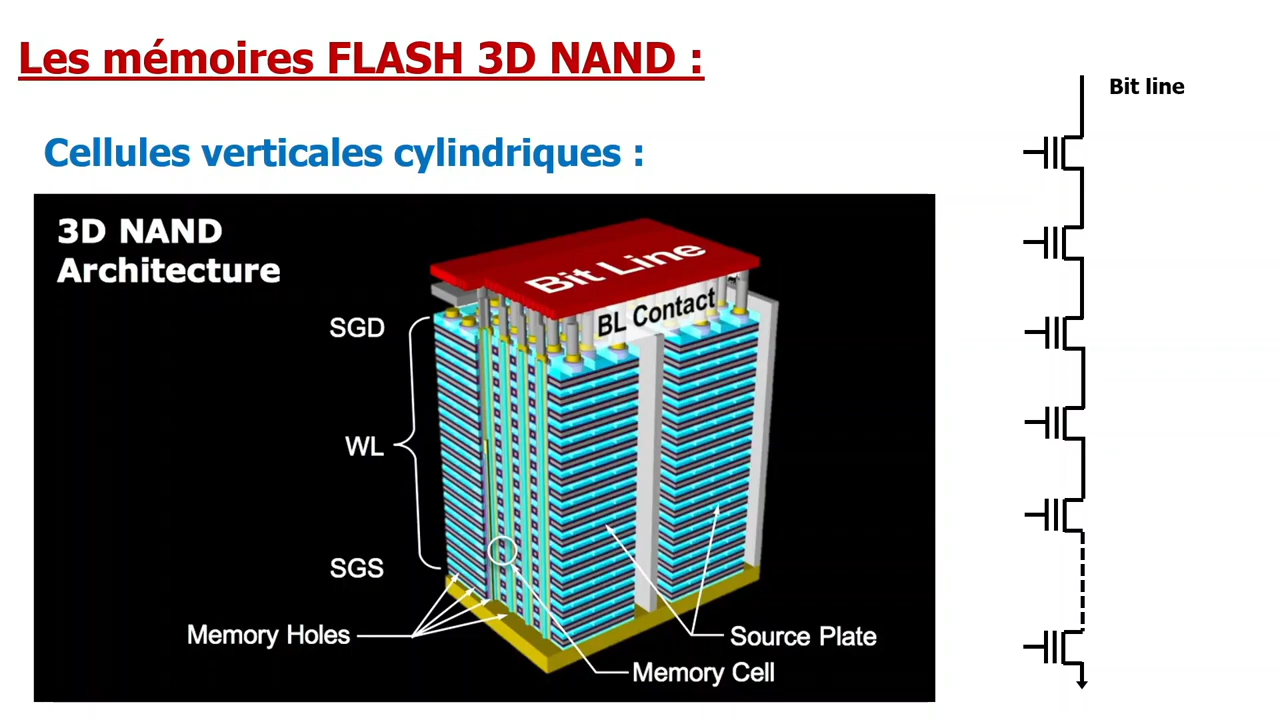 Les mémoires FLASH 3D NAND :
Bit line
Cellules verticales cylindriques :
3D NAND
Architecture
Bit Line
BL Contact
SGD
WL
SGS
Memory Holes
Source Plate
Memory Cell